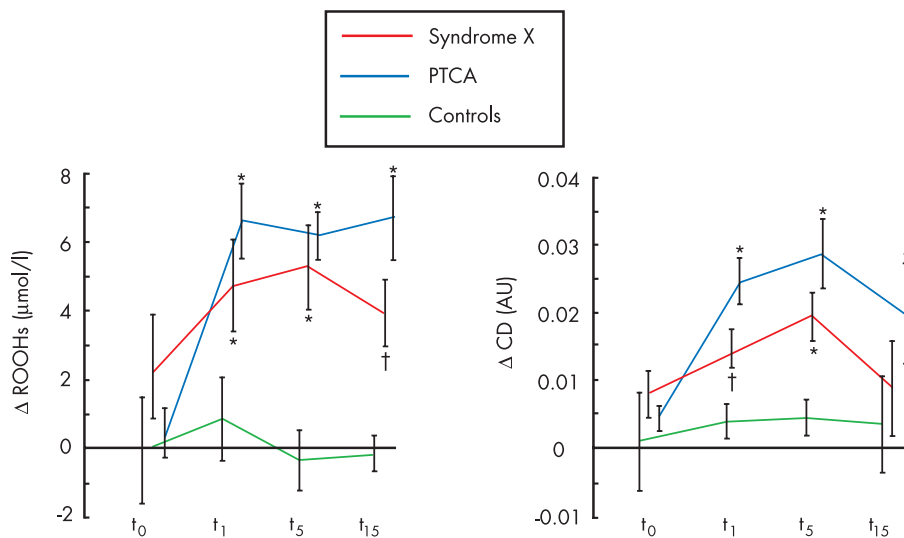 Syndrome X
PTCA
Controls
8
6
4
2
0
-2
Δ ROOHs (μmol/l)
*
*
*
*
*
†
t0
t1
t5
t15
0.04
0.03
0.02
0.01
0
-0.01
Δ CD (AU)
*
*
†
*
t0
t1
t5
t15